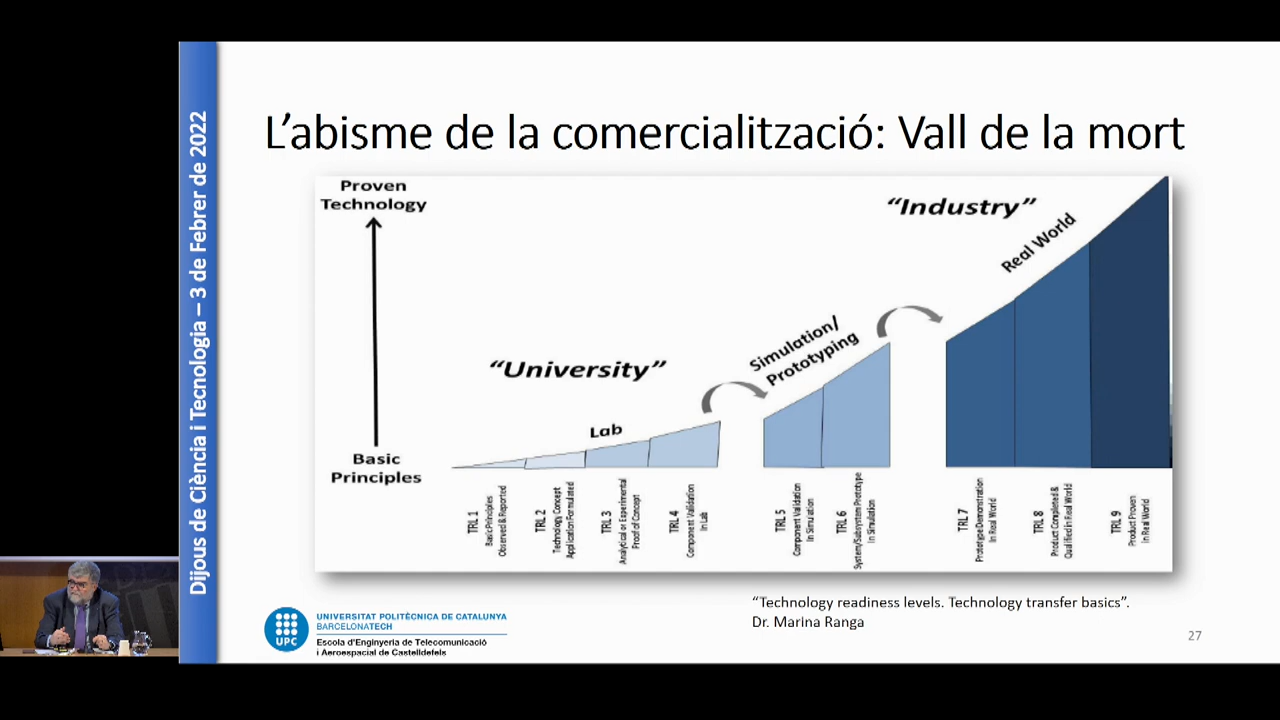 Dijous de Ciència i Tecnologia – 3 de Febrer de 2022
L'abisme de la comercialització: Vall de la mort
Proven
Technology
Basic
Principles
"University"
Lab
Simulation/
Prototyping
"Industry"
Real World
TRL 1
Basic Principles
Observed & Reported
TRL 2
Technology Concept
Application Formulated
TRL 3
Analytical or Experimental
Proof of Concept
TRL 4
Component Validation
In Lab
TRL 5
Component Validation
In Simulation
TRL 6
System/Subsystem Prototype
In Simulation
TRL 7
Prototype Demonstration
In Real World
TRL 8
Product Completed &
Qualified in Real World
TRL 9
Product Proven
In Real World
"Technology readiness levels. Technology transfer basics".
Dr. Marina Ranga
UPC
UNIVERSITAT POLITÈCNICA DE CATALUNYA
BARCELONATECH
Escola d'Enginyeria de Telecomunicació
i Aeroespacial de Castelldefels
27